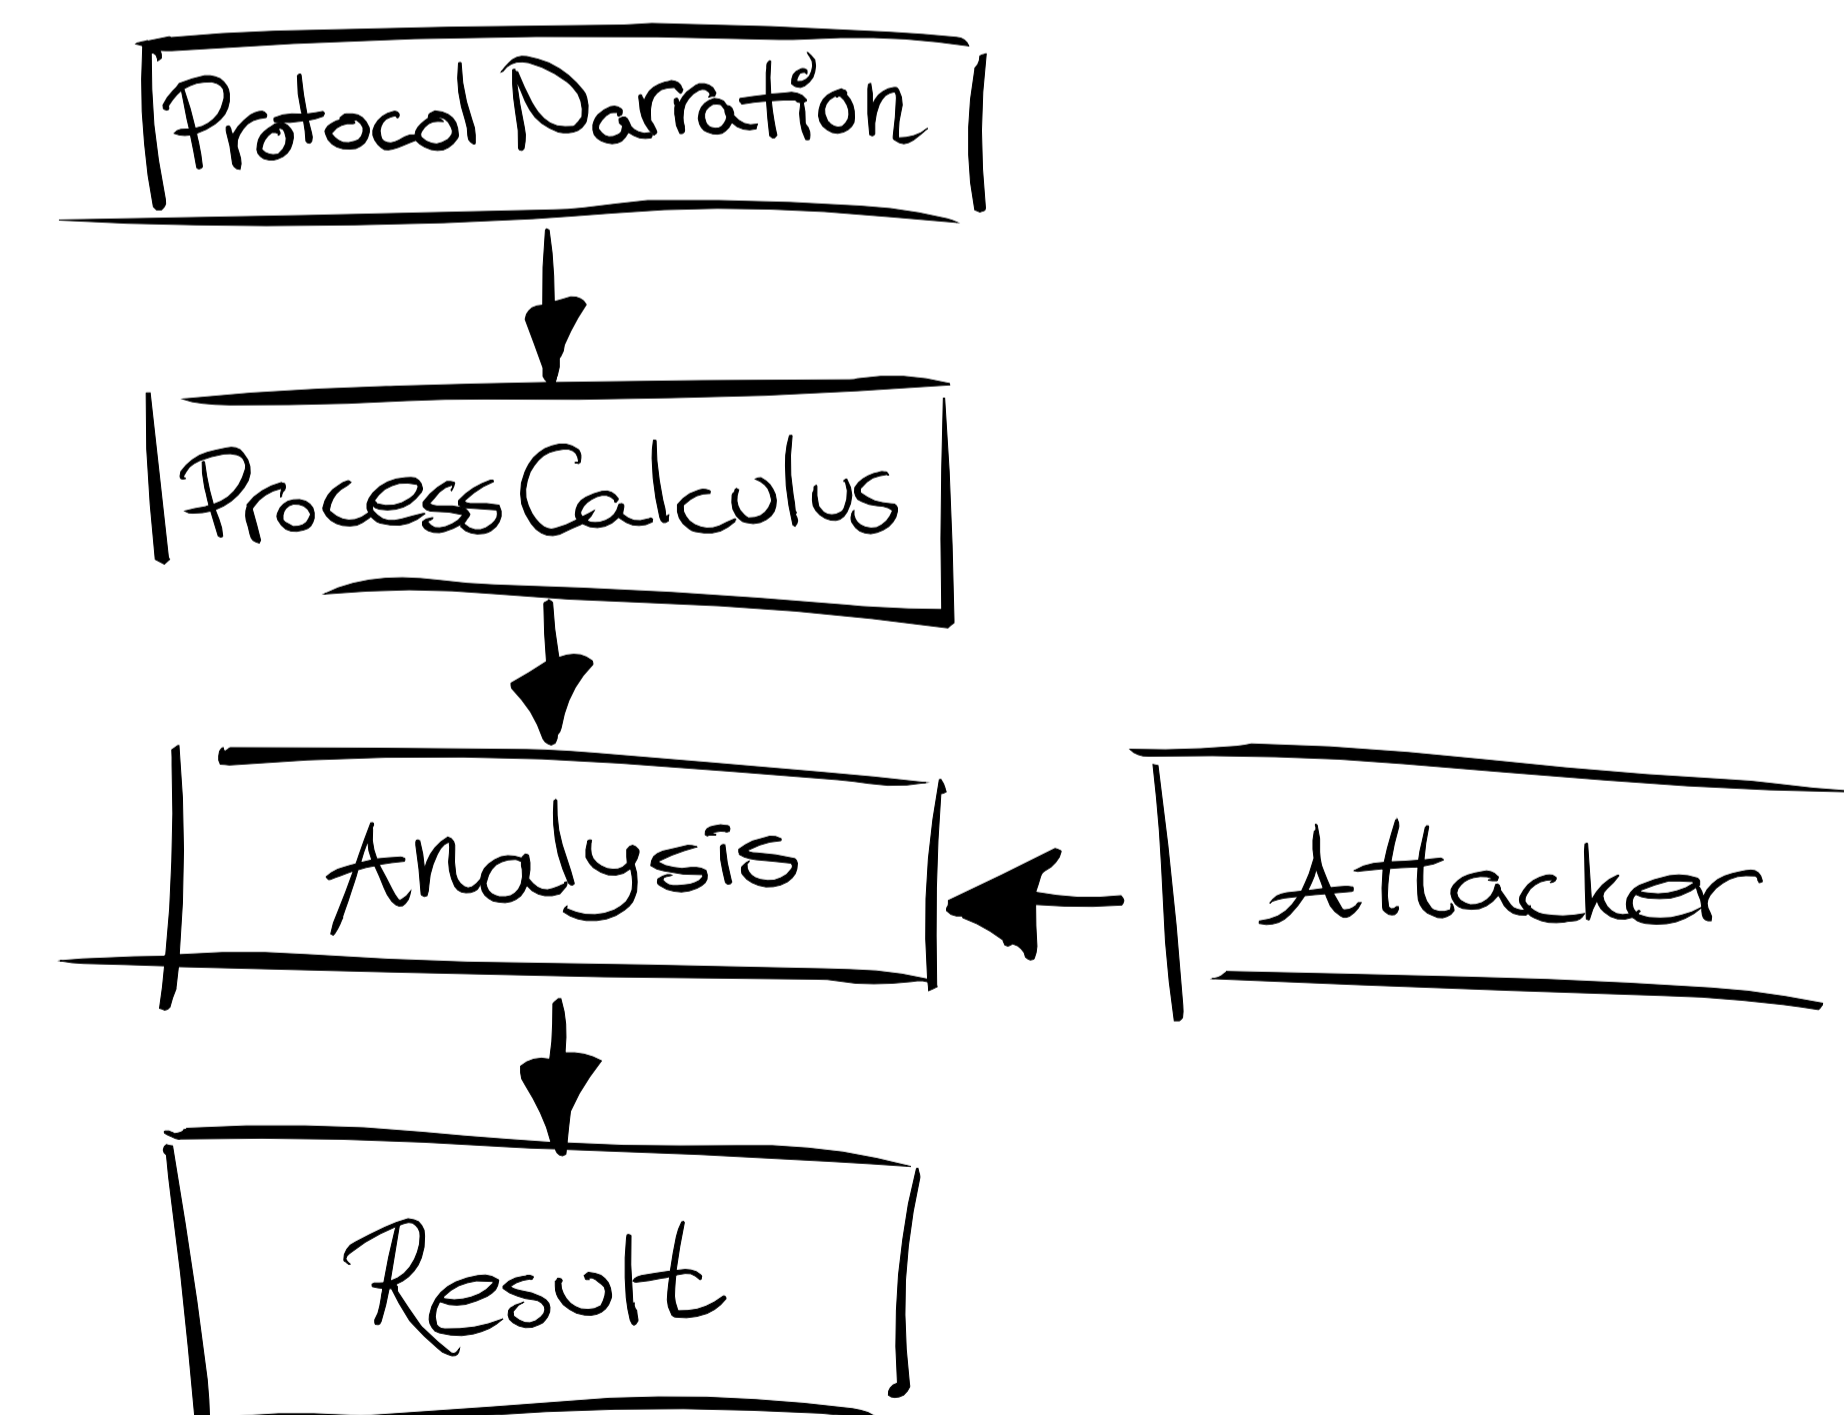 Protocol Narration
Process Calculus
Analysis
Attacker
Result